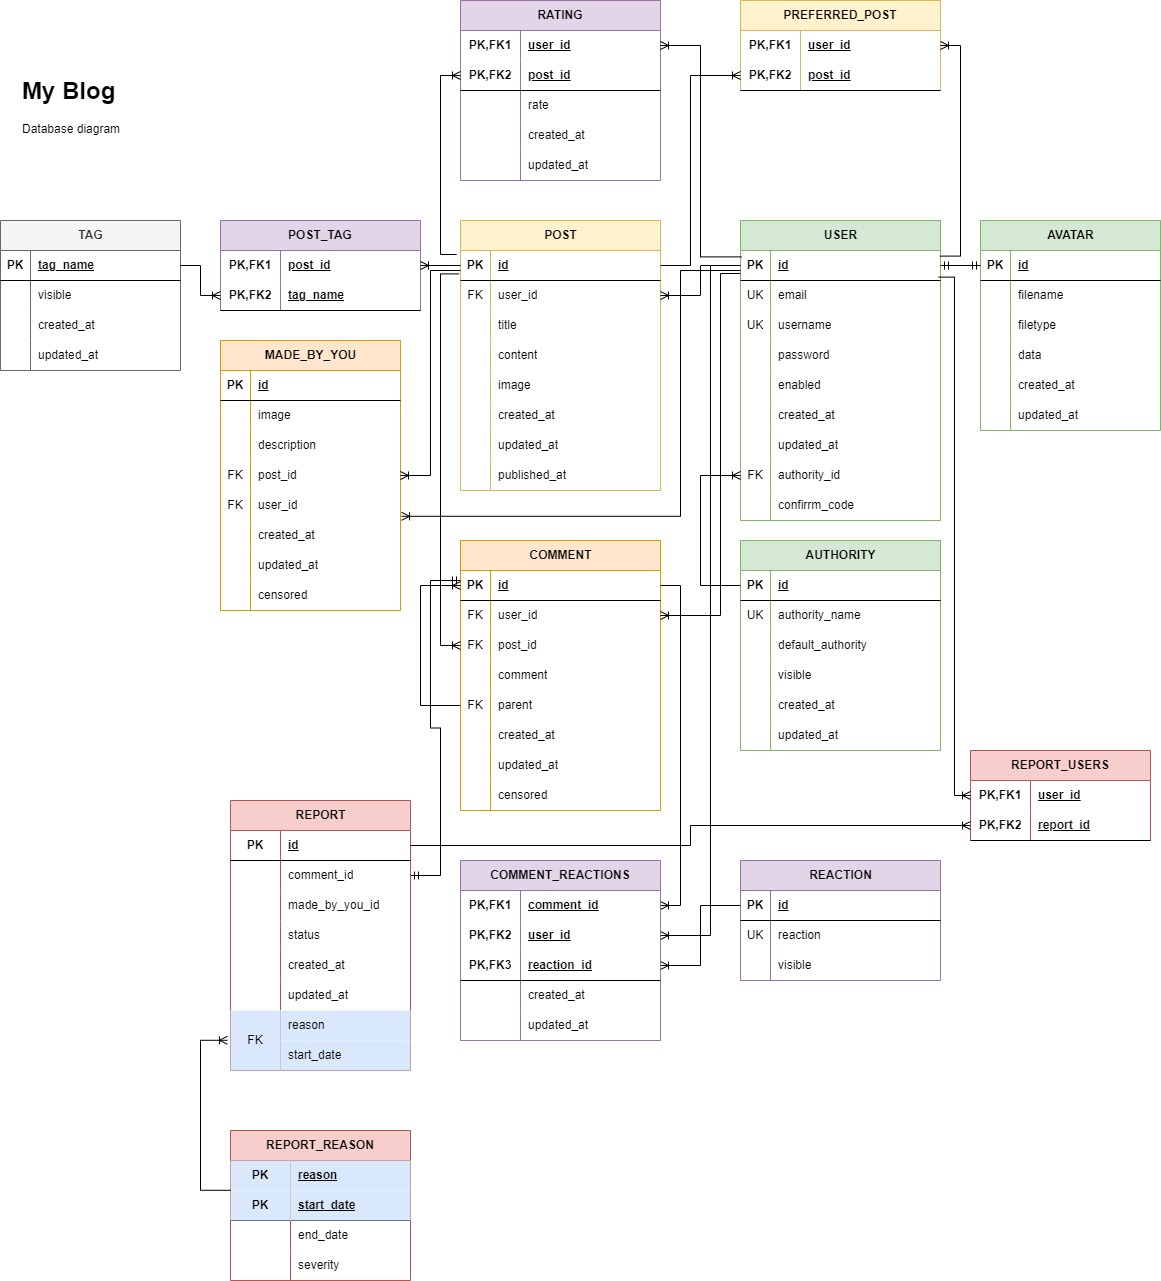 RATING
PK,FK1 user_id
PK,FK2 post_id
rate
created_at
updated_at
PREFERRED_POST
PK,FK1 user_id
PK,FK2 post_id
My Blog
Database diagram
TAG
PK tag_name
visible
created_at
updated_at
POST_TAG
PK,FK1 post_id
PK,FK2 tag_name
POST
PK id
FK user_id
title
content
image
created_at
updated_at
published_at
USER
PK id
UK email
UK username
password
enabled
created_at
updated_at
FK authority_id
confirrm_code
AVATAR
PK id
filename
filetype
data
created_at
updated_at
MADE_BY_YOU
PK id
image
description
FK post_id
FK user_id
created_at
updated_at
censored
COMMENT
PK id
FK user_id
FK post_id
comment
FK parent
created_at
updated_at
censored
AUTHORITY
PK id
UK authority_name
default_authority
visible
created_at
updated_at
REPORT_USERS
PK,FK1 user_id
PK,FK2 report_id
REPORT
PK id
comment_id
made_by_you_id
status
created_at
updated_at
reason
FK
start_date
COMMENT_REACTIONS
PK,FK1 comment_id
PK,FK2 user_id
PK,FK3 reaction_id
created_at
updated_at
REACTION
PK id
UK reaction
visible
REPORT_REASON
PK reason
PK start_date
end_date
severity